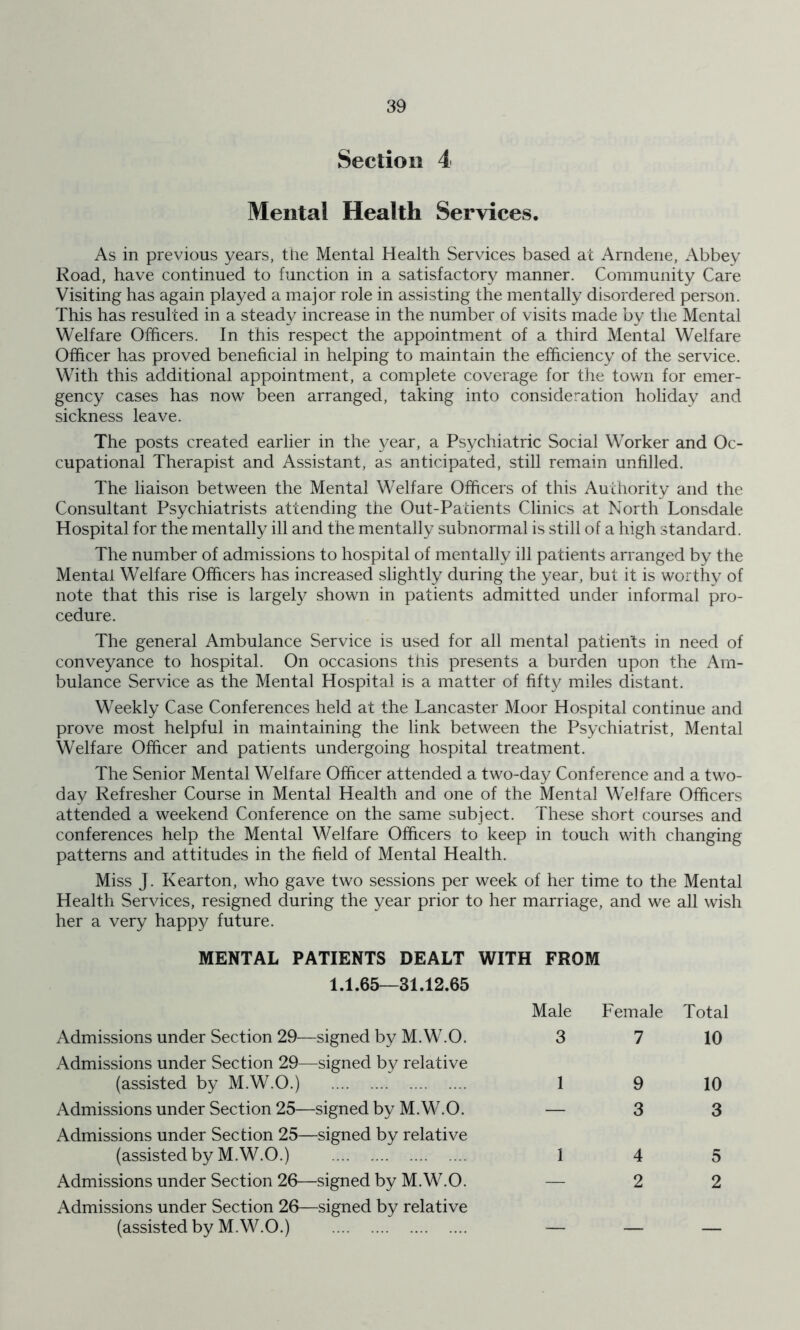 39
Section 4
Mental Health Services.
As in previous years, the Mental Health Services based at Arndene, Abbey
Road, have continued to function in a satisfactory manner. Community Care
Visiting has again played a major role in assisting the mentally disordered person.
This has resulted in a steady increase in the number of visits made by the Mental
Welfare Officers. In this respect the appointment of a third Mental Welfare
Officer has proved beneficial in helping to maintain the efficiency of the service.
With this additional appointment, a complete coverage for the town for emer-
gency cases has now been arranged, taking into consideration holiday and
sickness leave.
The posts created earlier in the year, a Psychiatric Social Worker and Oc-
cupational Therapist and Assistant, as anticipated, still remain unfilled.
The liaison between the Mental Welfare Officers of this Authority and the
Consultant Psychiatrists attending the Out-Patients Clinics at North Lonsdale
Hospital for the mentally ill and the mentally subnormal is still of a high standard.
The number of admissions to hospital of mentally ill patients arranged by the
Mental Welfare Officers has increased slightly during the year, but it is worthy of
note that this rise is largely shown in patients admitted under informal pro-
cedure.
The general Ambulance Service is used for all mental patients in need of
conveyance to hospital. On occasions this presents a burden upon the Am-
bulance Service as the Mental Hospital is a matter of fifty miles distant.
Weekly Case Conferences held at the Lancaster Moor Hospital continue and
prove most helpful in maintaining the link between the Psychiatrist, Mental
Welfare Officer and patients undergoing hospital treatment.
The Senior Mental Welfare Officer attended a two-day Conference and a two-
day Refresher Course in Mental Health and one of the Mental Welfare Officers
attended a weekend Conference on the same subject. These short courses and
conferences help the Mental Welfare Officers to keep in touch with changing
patterns and attitudes in the field of Mental Health.
Miss J. Kearton, who gave two sessions per week of her time to the Mental
Health Services, resigned during the year prior to her marriage, and we all wish
her a very happy future.
MENTAL PATIENTS DEALT WITH FROM
1.1.65—31.12.65
Male Female Total
Admissions under Section 29—signed by M.W.O. 3 7 10
Admissions under Section 29—signed by relative
(assisted by M.W.O.) .... .... .... .... 1 9 10
Admissions under Section 25—signed by M.W.O. — 3 3
Admissions under Section 25—signed by relative
(assisted by M.W.O.) .... .... .... .... 1 4 5
Admissions under Section 26—signed by M.W.O. — 2 2
Admissions under Section 26—signed by relative
(assisted by M.W.O.) .... .... .... .... — — —